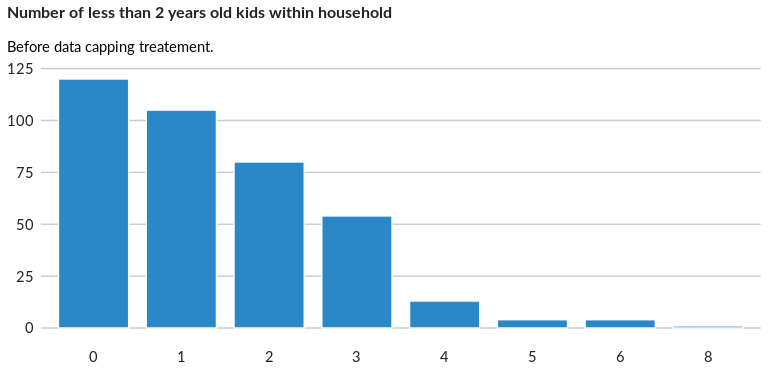 Number of less than 2 years old kids within household
Before data capping treatement.
125
100
75
50
25
0
0 1 2 3 4 5 6 8